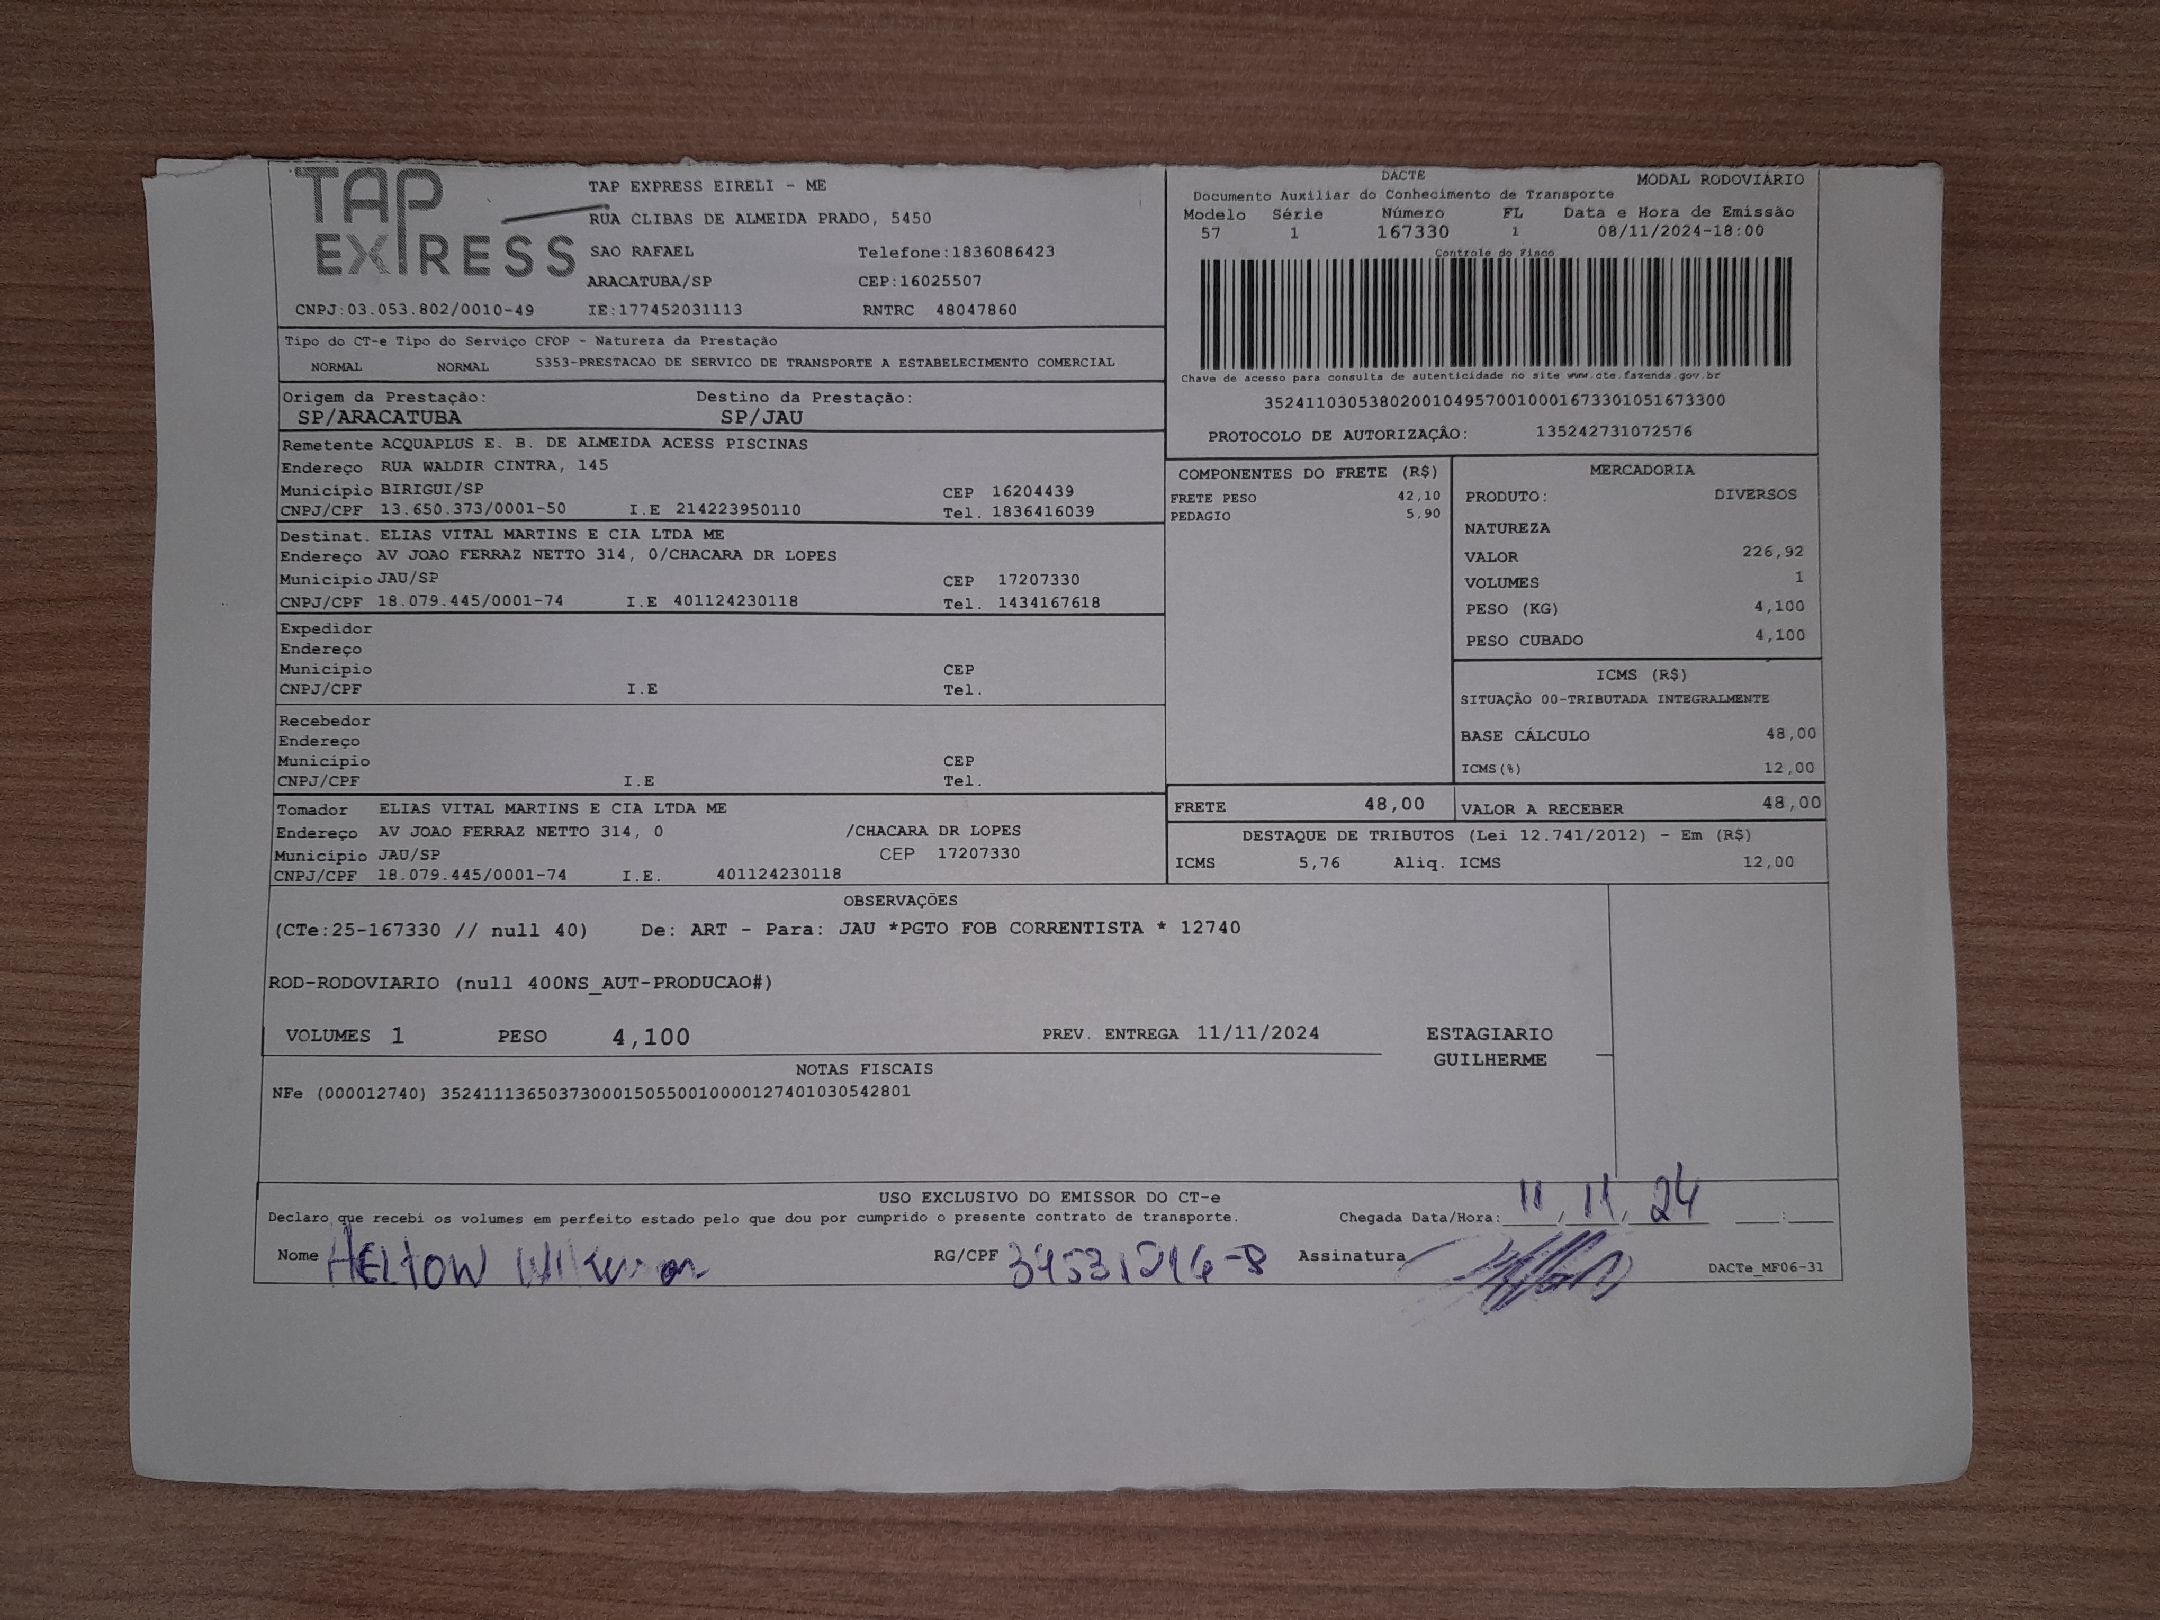 TAP
EXPRESS
TAP EXPRESS EIRELI - ME
RUA CLIBAS DE ALMEIDA PRADO, 5450
SAO RAFAEL Telefone:1836086423
ARACATUBA/SP CEP:16025507
CNPJ:03.053.802/0010-49 IE:177452031113 RNTRC 48047860
DACTE MODAL RODOVIÁRIO
Documento Auxiliar do Conhecimento de Transporte
Modelo Série Número FL Data e Hora de Emissão
57 1 167330 1 08/11/2024-18:00
Controle do Fisco
Chave de acesso para consulta de autenticidade no site www.cte.fazenda.gov.br
35241103053802001049570010001673301051673300
PROTOCOLO DE AUTORIZAÇÂO: 135242731072576
Tipo do CT-e Tipo do Serviço CFOP - Natureza da Prestação
NORMAL NORMAL 5353-PRESTACAO DE SERVICO DE TRANSPORTE A ESTABELECIMENTO COMERCIAL
Origem da Prestação: Destino da Prestação:
SP/ARACATUBA SP/JAU
Remetente ACQUAPLUS E. B. DE ALMEIDA ACESS PISCINAS
Endereço RUA WALDIR CINTRA, 145
Município BIRIGUI/SP CEP 16204439
CNPJ/CPF 13.650.373/0001-50 I.E 214223950110 Tel. 1836416039
Destinat. ELIAS VITAL MARTINS E CIA LTDA ME
Endereço AV JOAO FERRAZ NETTO 314, 0/CHACARA DR LOPES
Município JAU/SP CEP 17207330
CNPJ/CPF 18.079.445/0001-74 I.E 401124230118 Tel. 1434167618
Expedidor
Endereço
Município CEP
CNPJ/CPF I.E Tel.
Recebedor
Endereço
Município CEP
CNPJ/CPF I.E Tel.
Tomador ELIAS VITAL MARTINS E CIA LTDA ME
Endereço AV JOAO FERRAZ NETTO 314, 0 /CHACARA DR LOPES
Município JAU/SP CEP 17207330
CNPJ/CPF 18.079.445/0001-74 I.E. 401124230118
COMPONENTES DO FRETE (R$)
FRETE PESO 42,10
PEDAGIO 5,90
MERCADORIA
PRODUTO: DIVERSOS
NATUREZA
VALOR 226,92
VOLUMES 1
PESO (KG) 4,100
PESO CUBADO 4,100
ICMS (R$)
SITUAÇÃO 00-TRIBUTADA INTEGRALMENTE
BASE CÁLCULO 48,00
ICMS(%) 12,00
FRETE 48,00 VALOR A RECEBER 48,00
DESTAQUE DE TRIBUTOS (Lei 12.741/2012) - Em (R$)
ICMS 5,76 Aliq. ICMS 12,00
OBSERVAÇÕES
(CTe:25-167330 // null 40) De: ART - Para: JAU *PGTO FOB CORRENTISTA * 12740
ROD-RODOVIARIO (null 400NS_AUT-PRODUCAO#)
VOLUMES 1 PESO 4,100 PREV. ENTREGA 11/11/2024 ESTAGIARIO
GUILHERME
NOTAS FISCAIS
NFe (000012740) 35241113650373000150550010000127401030542801
USO EXCLUSIVO DO EMISSOR DO CT-e
Declaro que recebi os volumes em perfeito estado pelo que dou por cumprido o presente contrato de transporte. Chegada Data/Hora: 11/11/24 __:__
Nome HELTOW RG/CPF Assinatura
DACTe_MF06-31